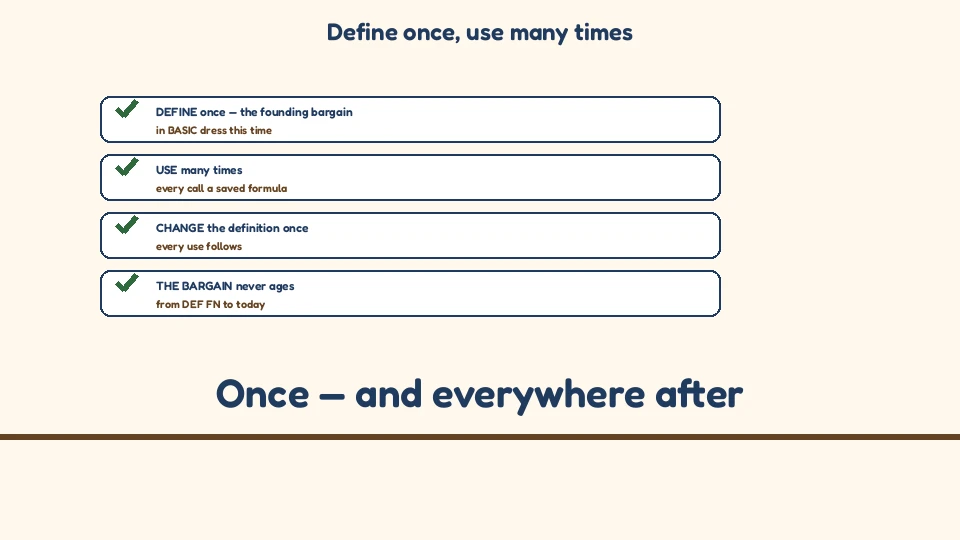 Define once, use many times
DEFINE once — the founding bargain
in BASIC dress this time
USE many times
every call a saved formula
CHANGE the definition once
every use follows
THE BARGAIN never ages
from DEF FN to today
Once — and everywhere after